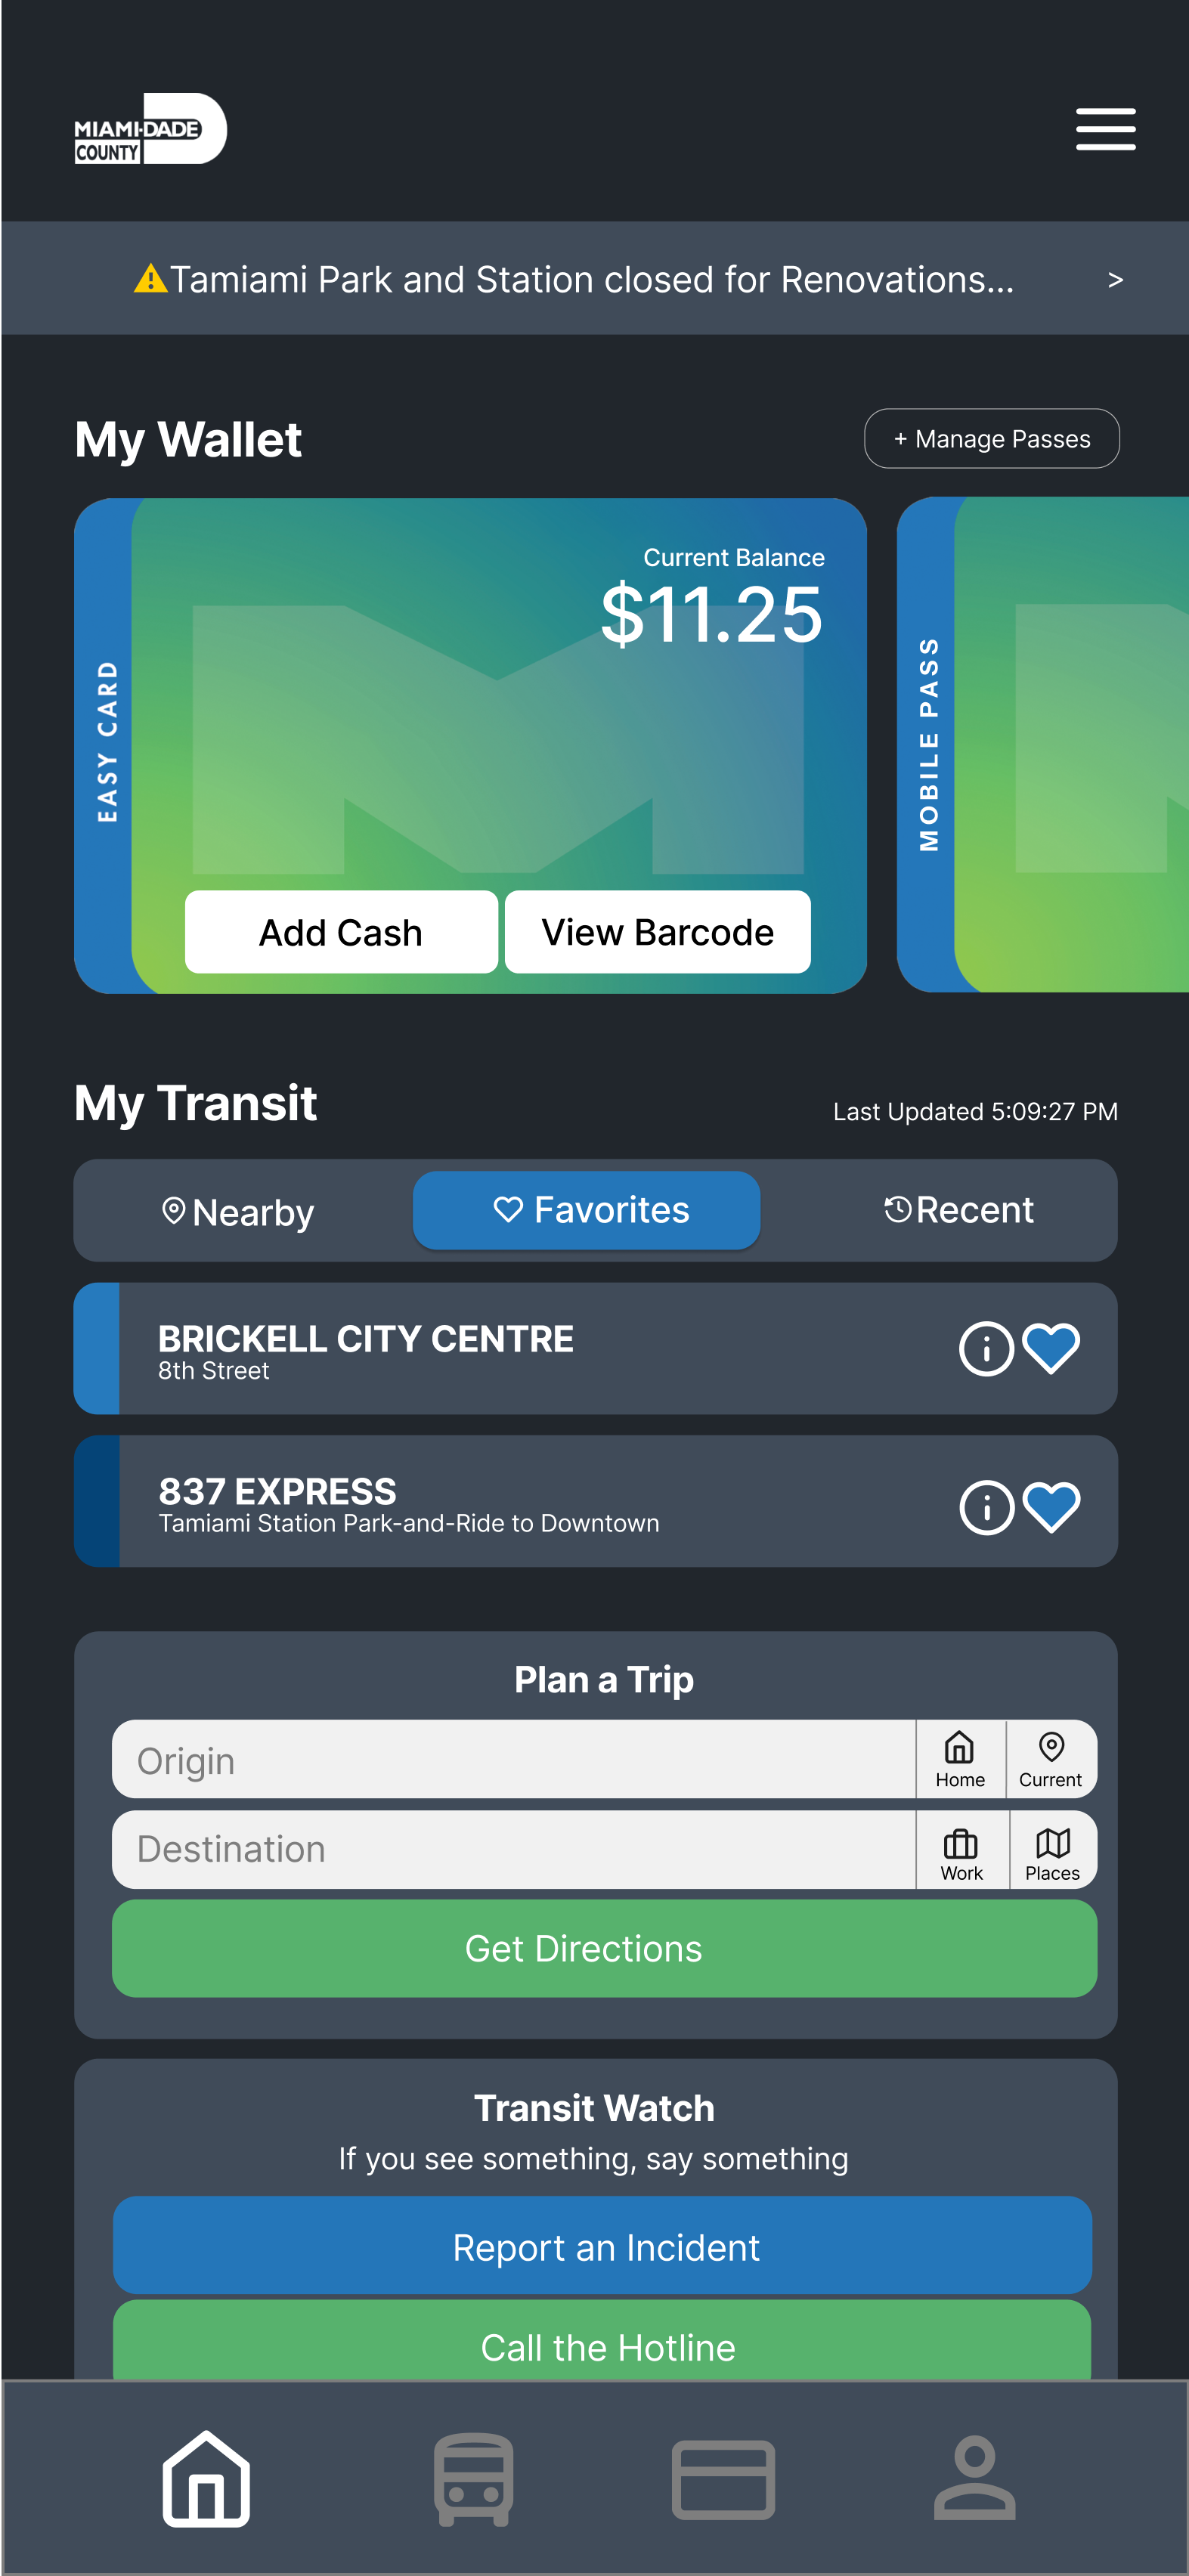 MIAMI-DADE
COUNTY
Tamiami Park and Station closed for Renovations... >
My Wallet
+ Manage Passes
EASY CARD
Current Balance
$11.25
Add Cash
View Barcode
MOBILE PASS
My Transit
Last Updated 5:09:27 PM
Nearby
Favorites
Recent
BRICKELL CITY CENTRE
8th Street
837 EXPRESS
Tamiami Station Park-and-Ride to Downtown
Plan a Trip
Origin
Home
Current
Destination
Work
Places
Get Directions
Transit Watch
If you see something, say something
Report an Incident
Call the Hotline